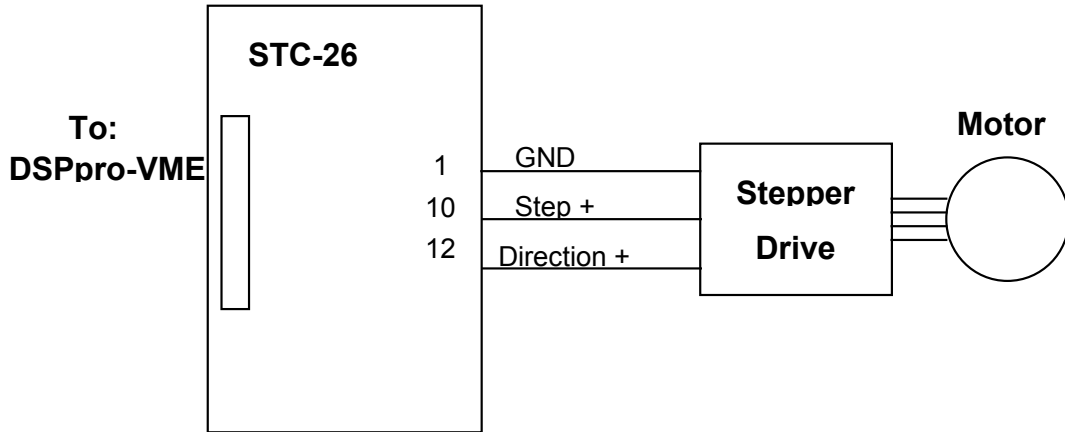 STC-26
To:
DSPpro-VME
Motor
1
GND
10
Step +
12
Direction +
Stepper
Drive